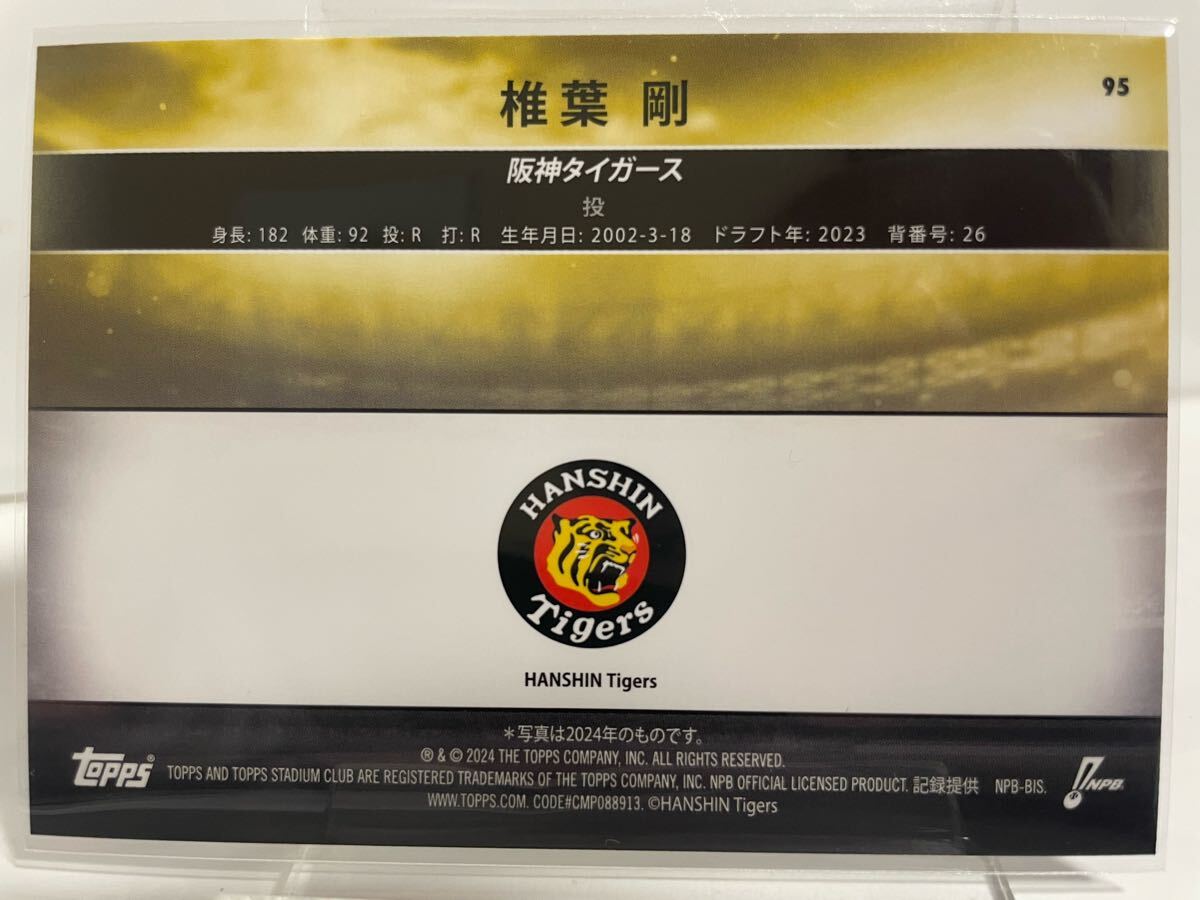 椎葉 剛
95
阪神タイガース
投
身長: 182 体重: 92 投: R 打: R 生年月日: 2002-3-18 ドラフト年: 2023 背番号: 26
HANSHIN
Tigers
HANSHIN Tigers
*写真は2024年のものです。
® & © 2024 THE TOPPS COMPANY, INC. ALL RIGHTS RESERVED.
TOPPS®
TOPPS AND TOPPS STADIUM CLUB ARE REGISTERED TRADEMARKS OF THE TOPPS COMPANY, INC. NPB OFFICIAL LICENSED PRODUCT. 記録提供 NPB-BIS.
NPB
WWW.TOPPS.COM. CODE#CMP088913. ©HANSHIN Tigers